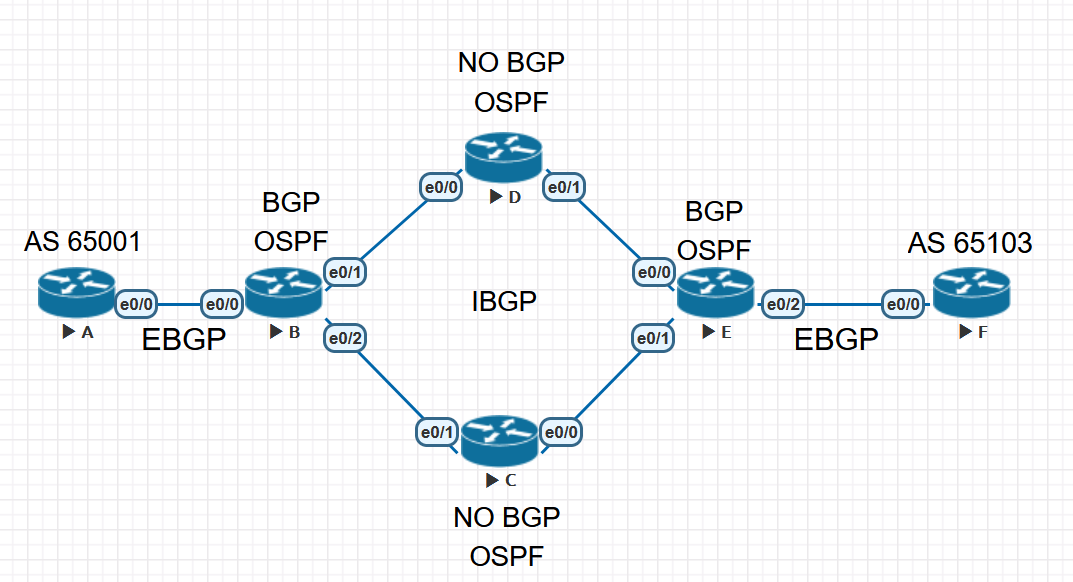 NO BGP
OSPF
e0/0
D
e0/1
BGP
OSPF
BGP
OSPF
AS 65001
AS 65103
e0/1
e0/0
e0/0
e0/0
e0/2
e0/0
A
EBGP
B
IBGP
E
EBGP
F
e0/2
e0/1
e0/1
e0/0
C
NO BGP
OSPF